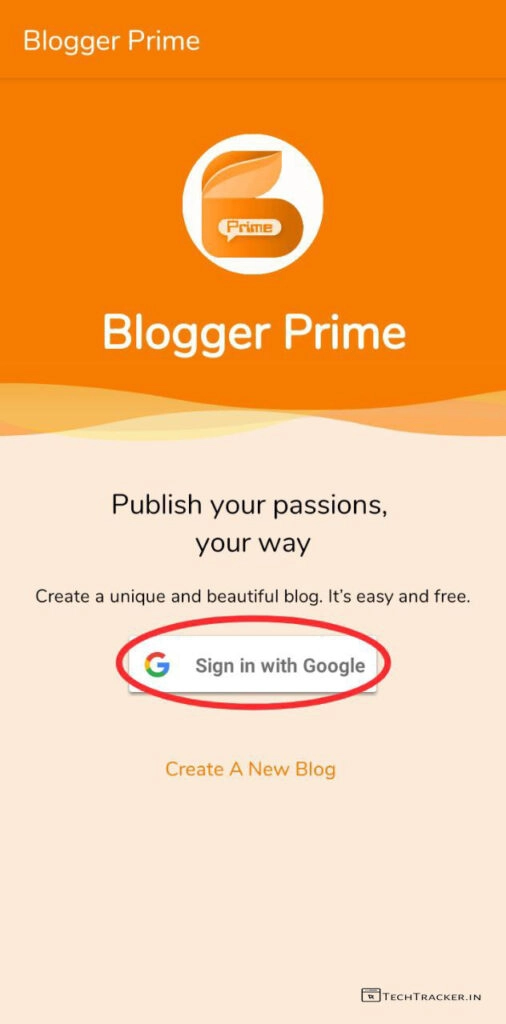 Blogger Prime
Prime
Blogger Prime
Publish your passions,
your way
Create a unique and beautiful blog. It’s easy and free.
Sign in with Google
Create A New Blog
TECHTRACKER.IN